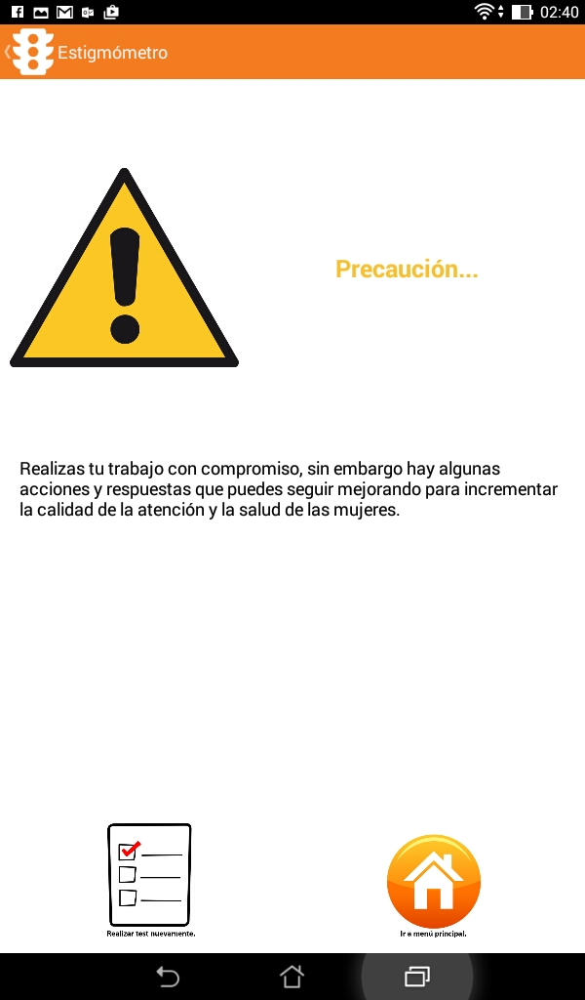 02:40
Estigmómetro
Precaución...
Realizas tu trabajo con compromiso, sin embargo hay algunas
acciones y respuestas que puedes seguir mejorando para incrementar
la calidad de la atención y la salud de las mujeres.
Realizar test nuevamente.
Ir a menú principal.